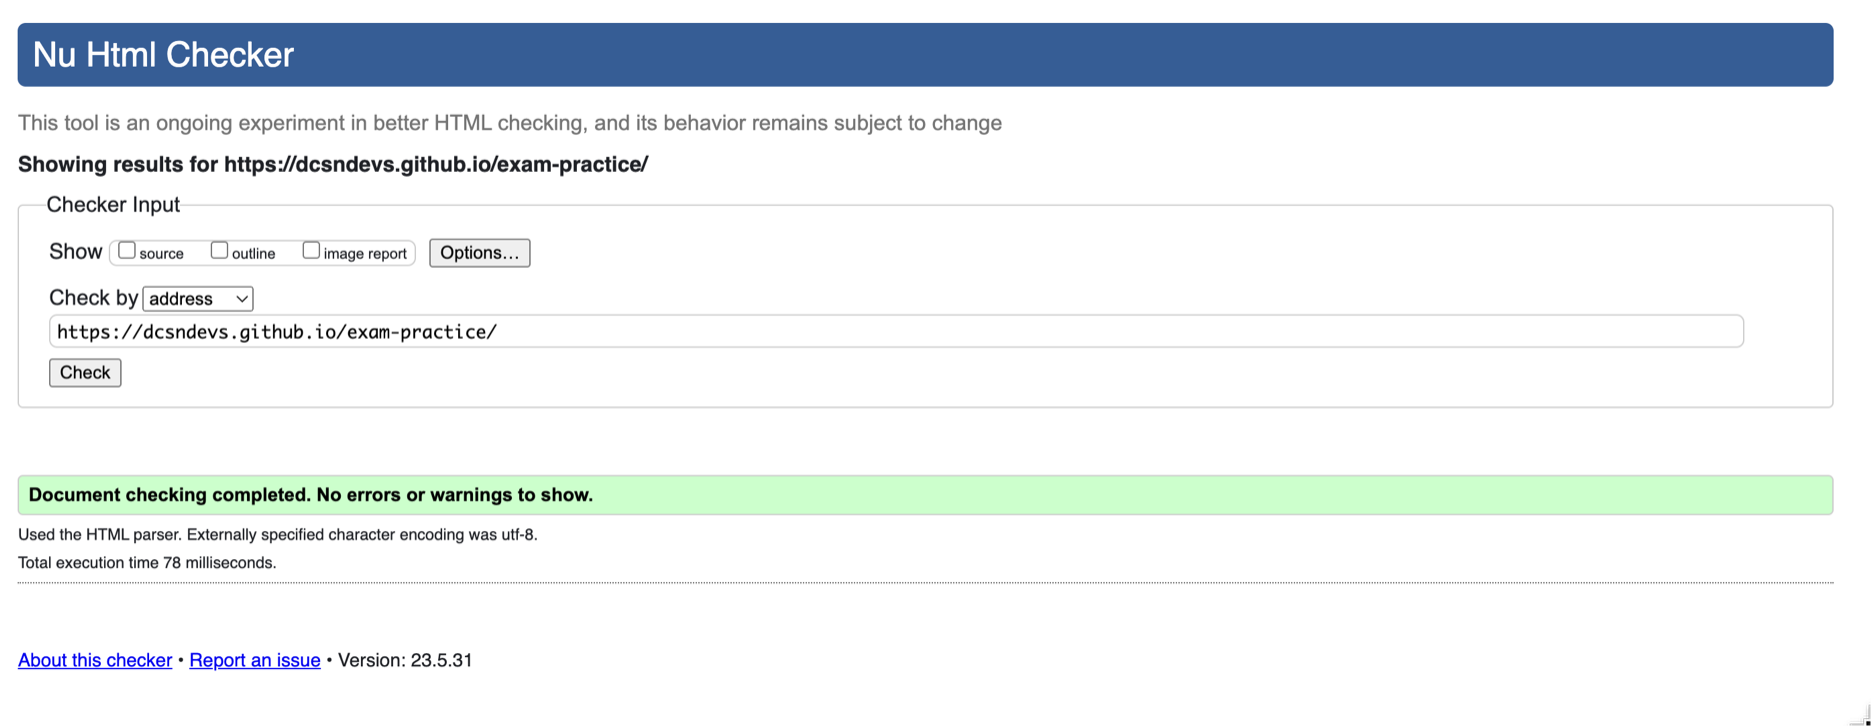 Nu Html Checker
This tool is an ongoing experiment in better HTML checking, and its behavior remains subject to change
Showing results for https://dcsndevs.github.io/exam-practice/
Checker Input
Show source outline image report Options...
Check by address
https://dcsndevs.github.io/exam-practice/
Check
Document checking completed. No errors or warnings to show.
Used the HTML parser. Externally specified character encoding was utf-8.
Total execution time 78 milliseconds.
About this checker • Report an issue • Version: 23.5.31